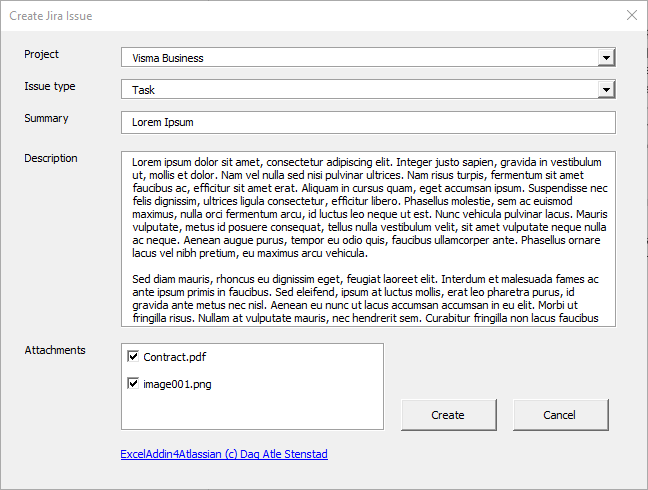 Create Jira Issue
Project
Visma Business
Issue type
Task
Summary
Lorem Ipsum
Description
Lorem ipsum dolor sit amet, consectetur adipiscing elit. Integer justo sapien, gravida in vestibulum
ut, mollis et dolor. Nam vel nulla sed nisi pulvinar ultrices. Nam risus turpis, fermentum sit amet
faucibus ac, efficitur sit amet erat. Aliquam in cursus quam, eget accumsan ipsum. Suspendisse nec
felis dignissim, ultrices ligula consectetur, efficitur libero. Phasellus molestie, sem ac euismod
maximus, nulla orci fermentum arcu, id luctus leo neque ut est. Nunc vehicula pulvinar lacus. Mauris
vulputate, metus id posuere consequat, tellus nulla vestibulum velit, sit amet vulputate neque nulla
ac neque. Aenean augue purus, tempor eu odio quis, faucibus ullamcorper ante. Phasellus ornare
lacus vel nibh pretium, eu maximus arcu vehicula.
Sed diam mauris, rhoncus eu dignissim eget, feugiat laoreet elit. Interdum et malesuada fames ac
ante ipsum primis in faucibus. Sed eleifend, ipsum at luctus mollis, erat leo pharetra purus, id
gravida ante metus nec nisl. Aenean eu nunc ut lacus accumsan accumsan in eu elit. Morbi ut
fringilla risus. Nullam at vulputate mauris, nec hendrerit sem. Curabitur fringilla non lacus faucibus
Attachments
Contract.pdf
image001.png
Create
Cancel
ExcelAddin4Atlassian (c) Dag Atle Stenstad